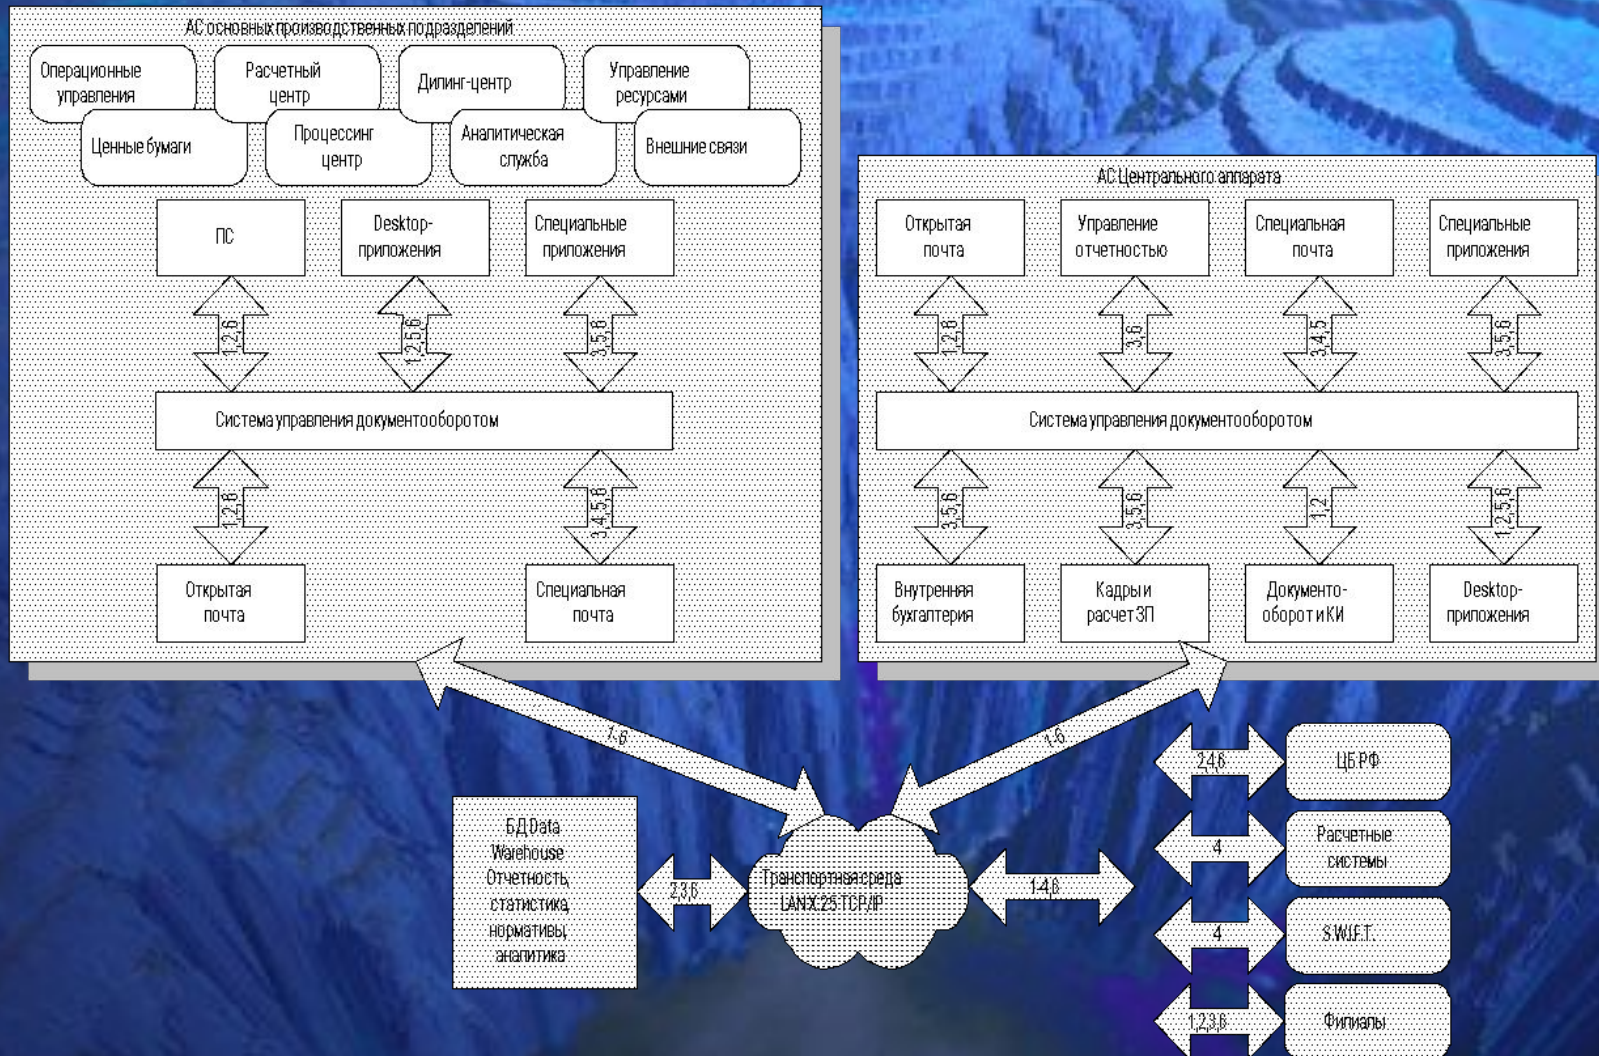 АС основных производственных подразделений
Операционные
управления
Расчетный
центр
Дилинг-центр
Управление
ресурсами
Ценные бумаги
Процессинг
центр
Аналитическая
служба
Внешние связи
ПС
Desktop-
приложения
Специальные
приложения
1,2,6
1,2,5,6
3,5,6
Система управления документооборотом
1,2,6
3,4,5,6
Открытая
почта
Специальная
почта
АС Центрального аппарата
Открытая
почта
Управление
отчетностью
Специальная
почта
Специальные
приложения
1,2,6
3,6
3,4,5
3,5,6
Система управления документооборотом
3,5,6
3,5,6
1,2
1,2,5,6
Внутренняя
бухгалтерия
Кадры и
расчет ЗП
Документо-
оборот и КИ
Desktop-
приложения
1-6
1-6
БД Data
Warehouse
Отчетность,
статистика,
нормативы,
аналитика
2,3,6
Транспортная среда
LAN X.25 TCP/IP
1-4,6
2,4,6
ЦБ РФ
4
Расчетные
системы
4
S.W.I.F.T.
1,2,3,6
Филиалы